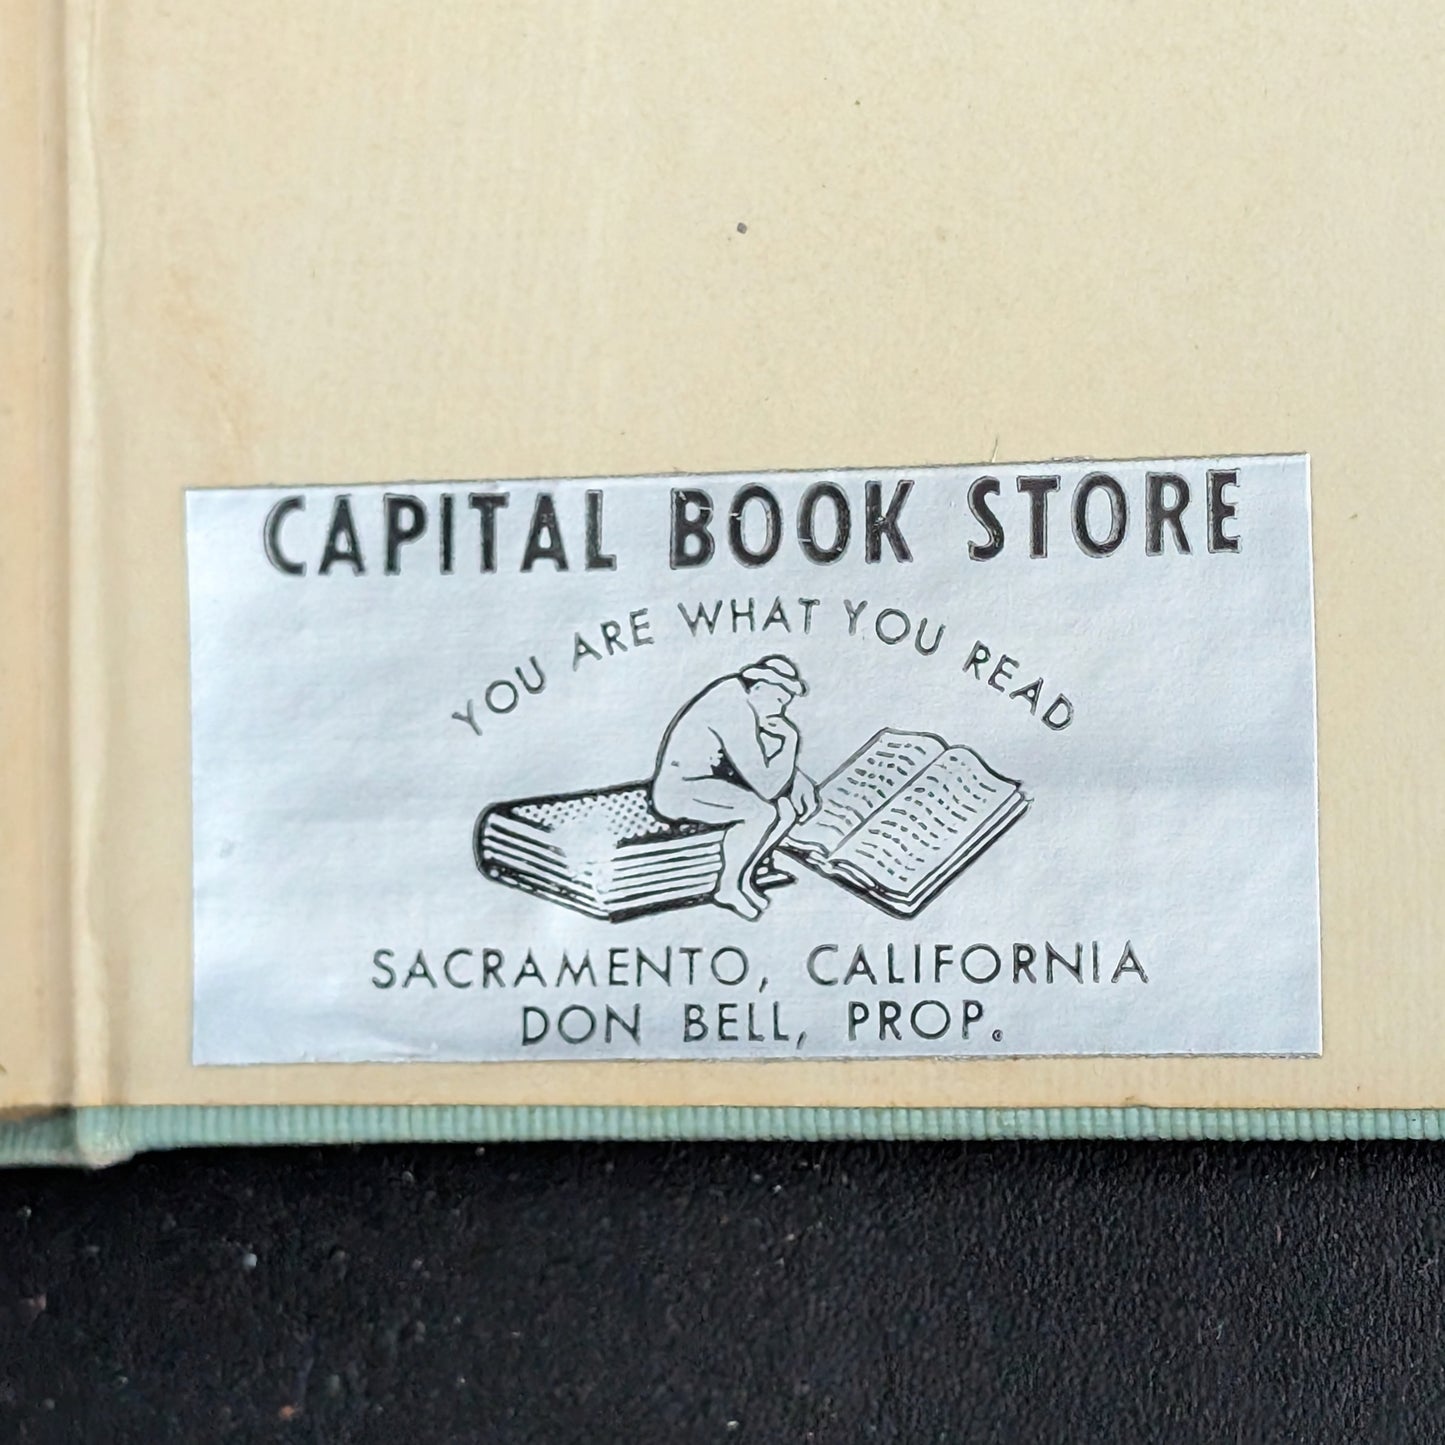 CAPITAL BOOK STORE
YOU ARE WHAT YOU READ
SACRAMENTO, CALIFORNIA
DON BELL, PROP.